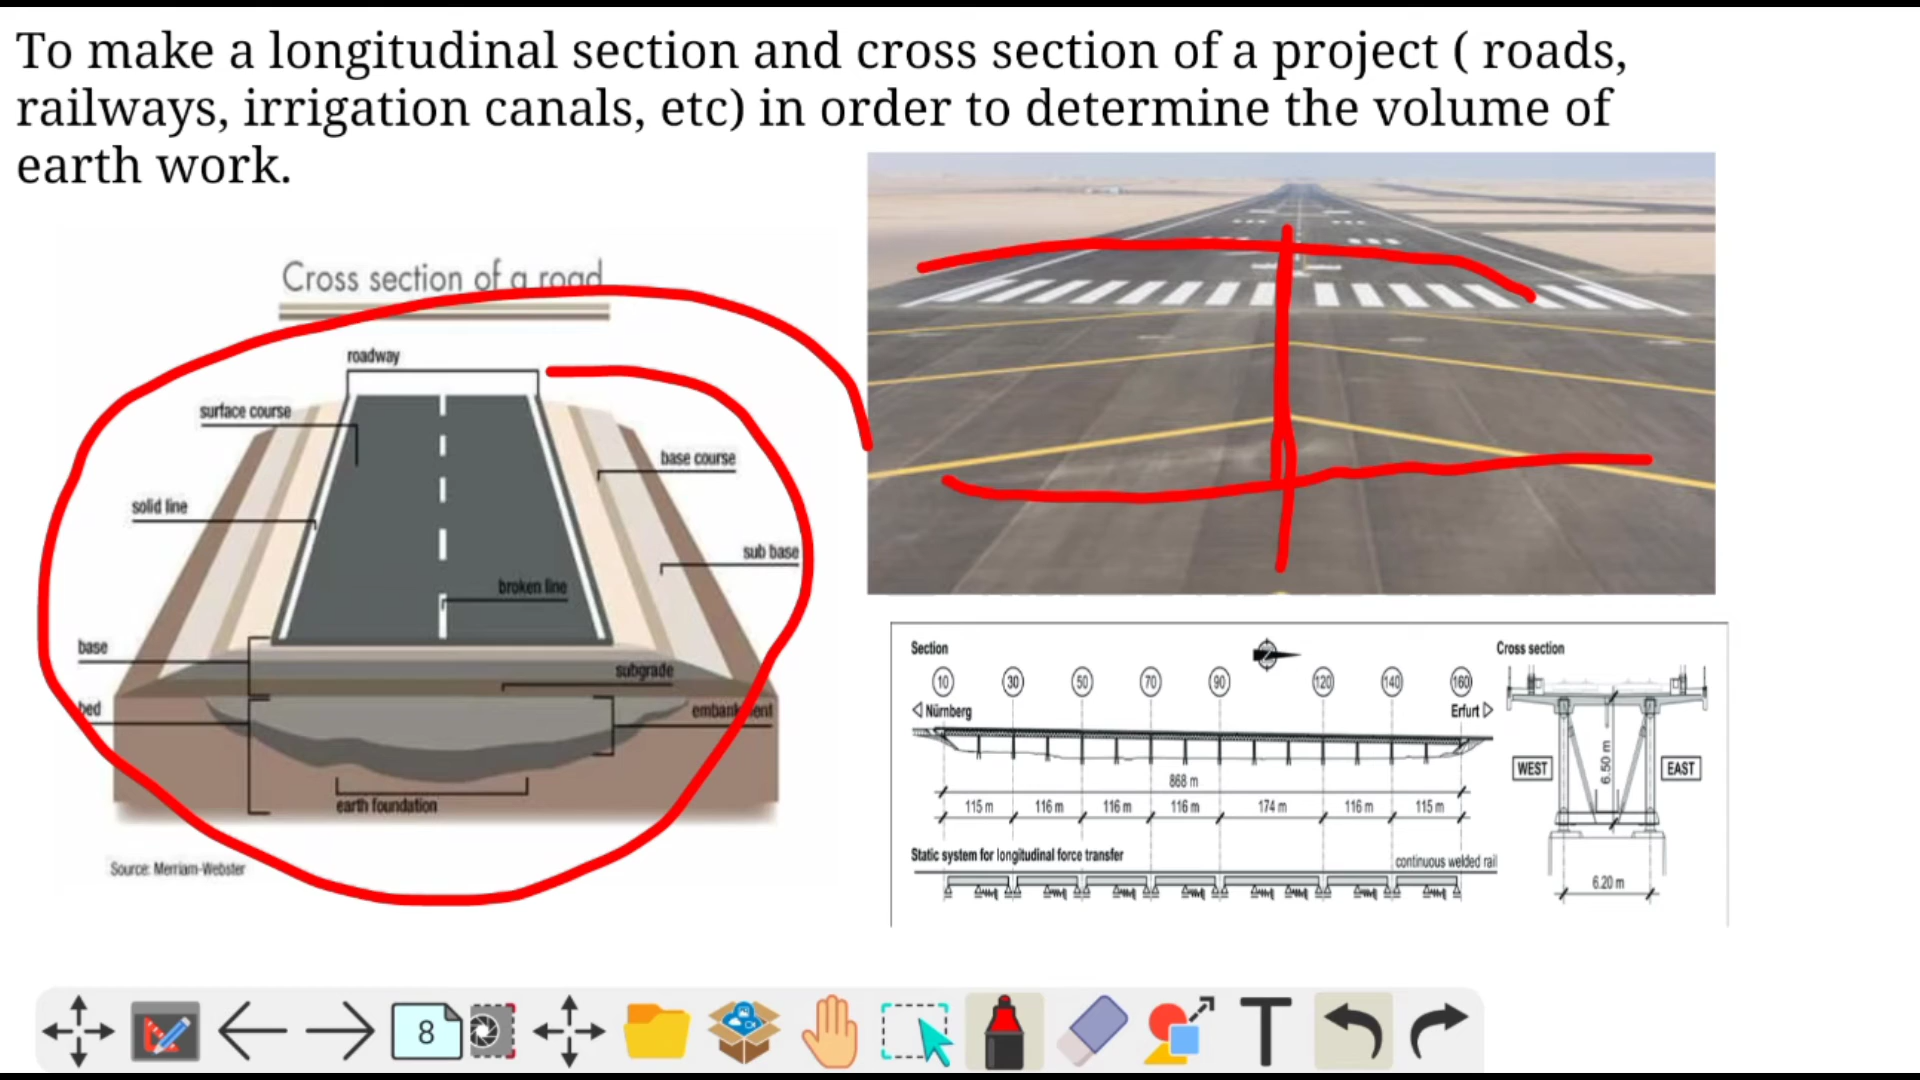 To make a longitudinal section and cross section of a project ( roads,
railways, irrigation canals, etc) in order to determine the volume of
earth work.
Cross section of a road
roadway
surface course
base course
solid line
sub base
broken line
base
subgrade
bed
embankment
earth foundation
Source: Merriam-Webster
Section
Cross section
10 30 50 70 90 120 140 160
Nürnberg
Erfurt
WEST
6.50 m
EAST
868 m
115 m 116 m 116 m 116 m 174 m 116 m 115 m
Static system for longitudinal force transfer
continuous welded rail
6.20 m
8
T